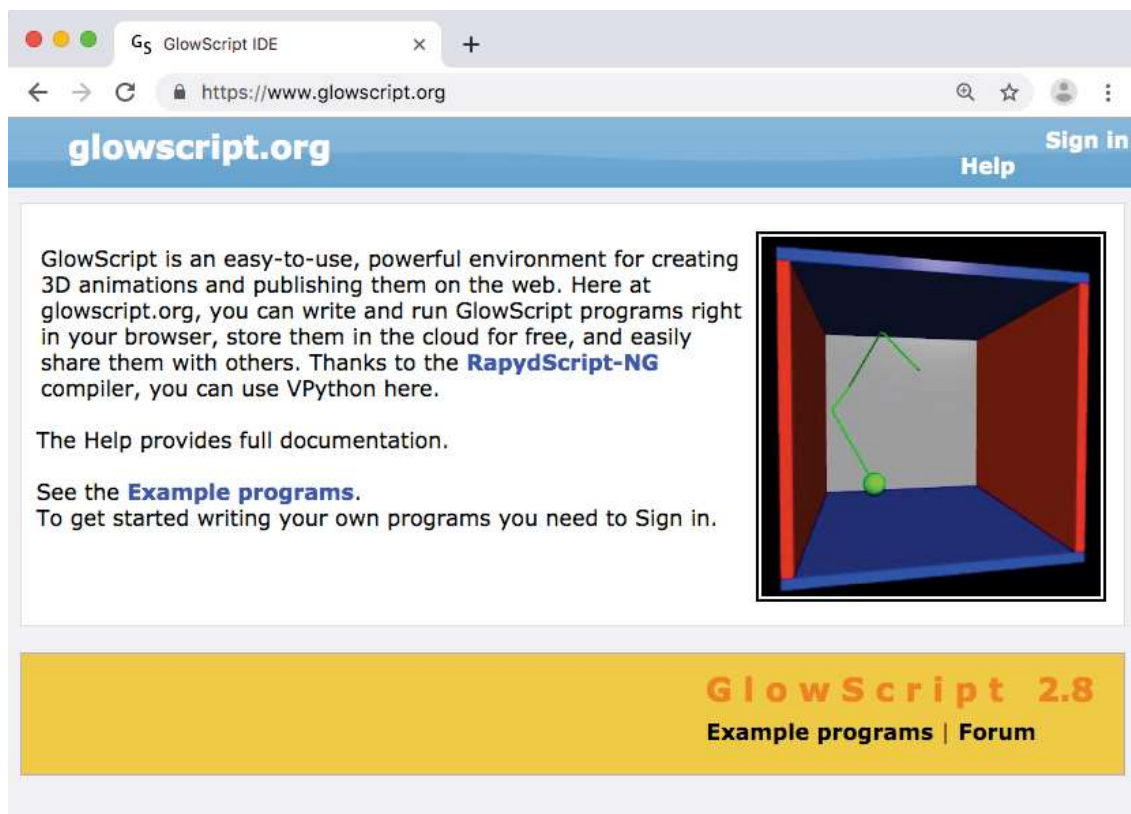 GS GlowScript IDE
https://www.glowscript.org
glowscript.org
Sign in
Help
GlowScript is an easy-to-use, powerful environment for creating
3D animations and publishing them on the web. Here at
glowscript.org, you can write and run GlowScript programs right
in your browser, store them in the cloud for free, and easily
share them with others. Thanks to the RapydScript-NG
compiler, you can use VPython here.
The Help provides full documentation.
See the Example programs.
To get started writing your own programs you need to Sign in.
GlowScript 2.8
Example programs | Forum